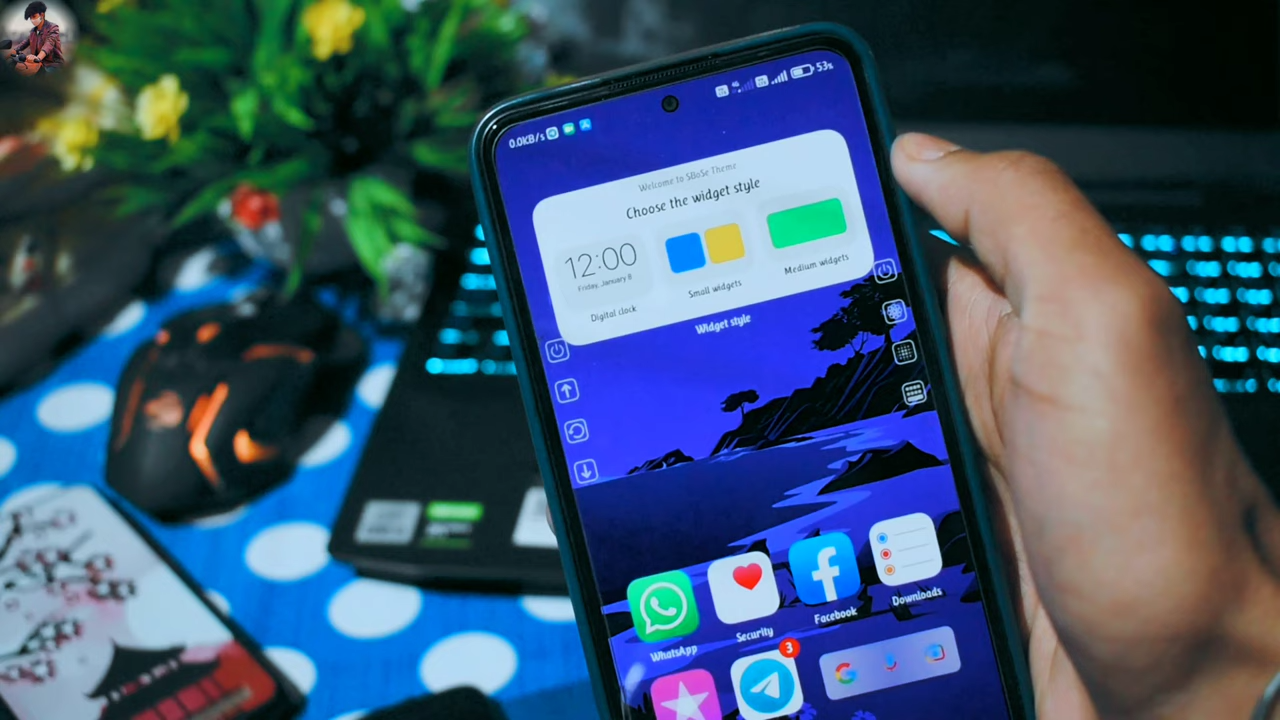 0.0KB/s
53%
Welcome to SBoSe Theme
Choose the widget style
12:00
Friday, January 8
Digital clock
Small widgets
Medium widgets
Widget style
WhatsApp
Security
Facebook
Downloads
3